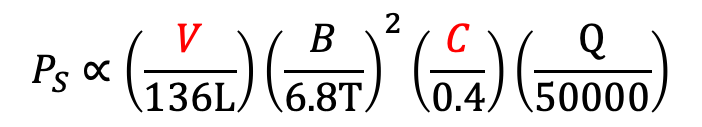 P_S ∝ (V/136L) (B/6.8T)^2 (C/0.4) (Q/50000)